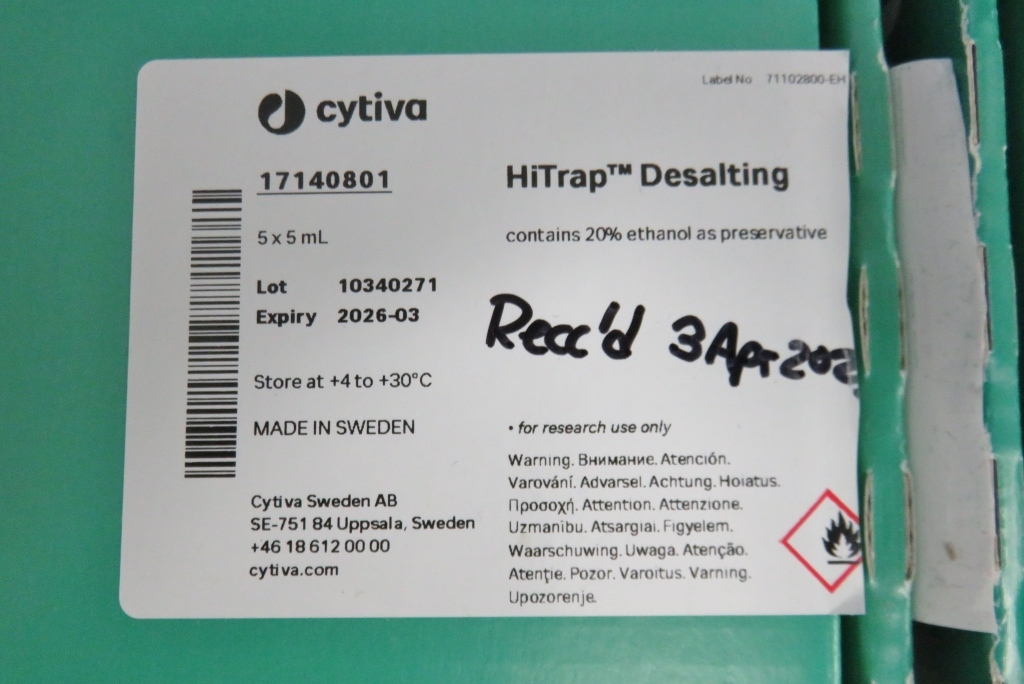 Label No 71102800-EH
cytiva
17140801
HiTrap™ Desalting
5 x 5 mL
contains 20% ethanol as preservative
Lot 10340271
Expiry 2026-03
Recc'd 3 Apr
Store at +4 to +30°C
MADE IN SWEDEN
• for research use only
Warning. Внимание. Atención.
Varování. Advarsel. Achtung. Hoiatus.
Προσοχή. Attention. Attenzione.
Uzmanību. Atsargiai. Figyelem.
Waarschuwing. Uwaga. Atenção.
Atenție. Pozor. Varoitus. Varning.
Upozorenje.
Cytiva Sweden AB
SE-751 84 Uppsala, Sweden
+46 18 612 00 00
cytiva.com